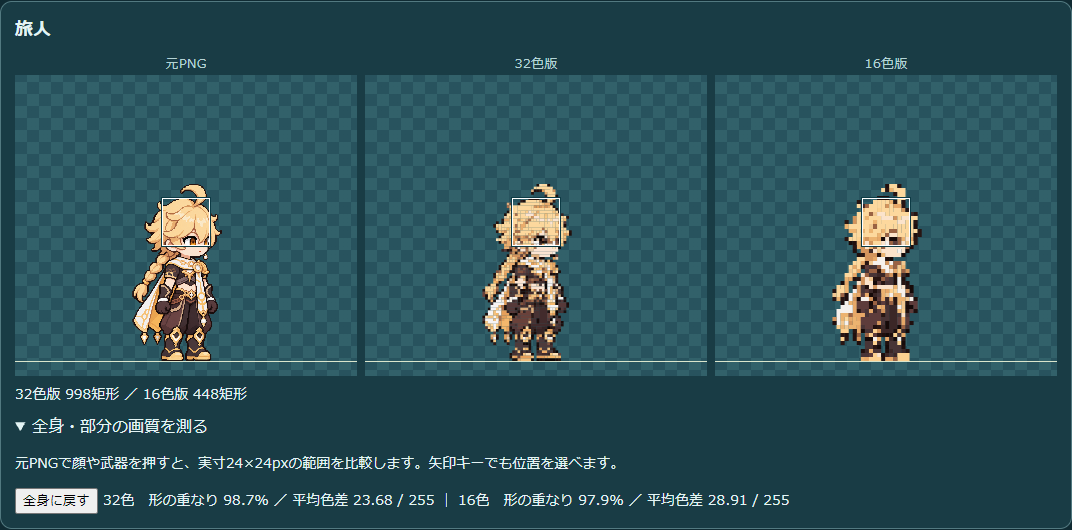 旅人
元PNG
32色版
16色版
32色版 998矩形 ／ 16色版 448矩形
▼ 全身・部分の画質を測る
元PNGで顔や武器を押すと、実寸24×24pxの範囲を比較します。矢印キーでも位置を選べます。
全身に戻す 32色　形の重なり 98.7% ／ 平均色差 23.68 / 255 ｜ 16色　形の重なり 97.9% ／ 平均色差 28.91 / 255